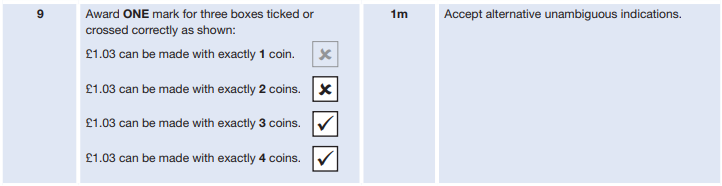 9
Award ONE mark for three boxes ticked or
crossed correctly as shown:
£1.03 can be made with exactly 1 coin. ✘
£1.03 can be made with exactly 2 coins. ✘
£1.03 can be made with exactly 3 coins. ✓
£1.03 can be made with exactly 4 coins. ✓
1m
Accept alternative unambiguous indications.